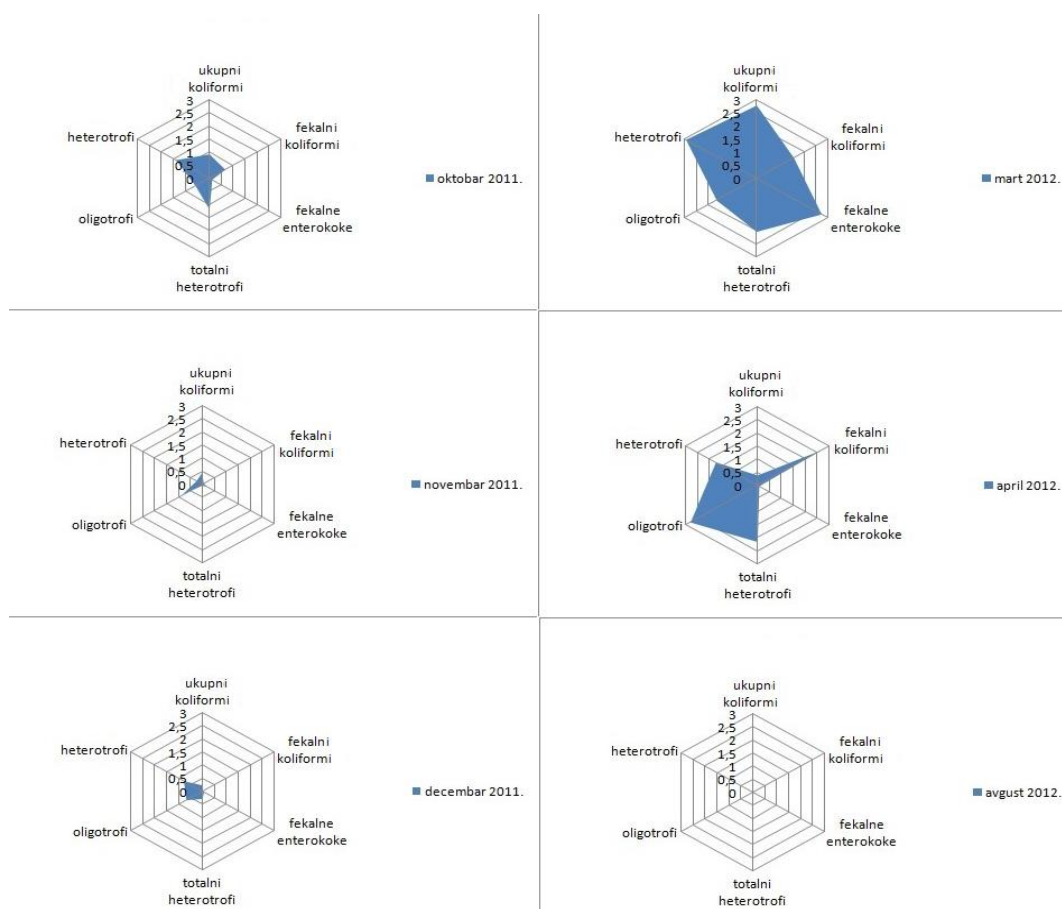 ukupni
koliformi
3
2,5
2
1,5
1
0,5
0
fekalni
koliformi
fekalne
enterokoke
totalni
heterotrofi
oligotrofi
heterotrofi
oktobar 2011.
ukupni
koliformi
3
2,5
2
1,5
1
0,5
0
fekalni
koliformi
fekalne
enterokoke
totalni
heterotrofi
oligotrofi
heterotrofi
mart 2012.
ukupni
koliformi
3
2,5
2
1,5
1
0,5
0
fekalni
koliformi
fekalne
enterokoke
totalni
heterotrofi
oligotrofi
heterotrofi
novembar 2011.
ukupni
koliformi
3
2,5
2
1,5
1
0,5
0
fekalni
koliformi
fekalne
enterokoke
totalni
heterotrofi
oligotrofi
heterotrofi
april 2012.
ukupni
koliformi
3
2,5
2
1,5
1
0,5
0
fekalni
koliformi
fekalne
enterokoke
totalni
heterotrofi
oligotrofi
heterotrofi
decembar 2011.
ukupni
koliformi
3
2,5
2
1,5
1
0,5
0
fekalni
koliformi
fekalne
enterokoke
totalni
heterotrofi
oligotrofi
heterotrofi
avgust 2012.